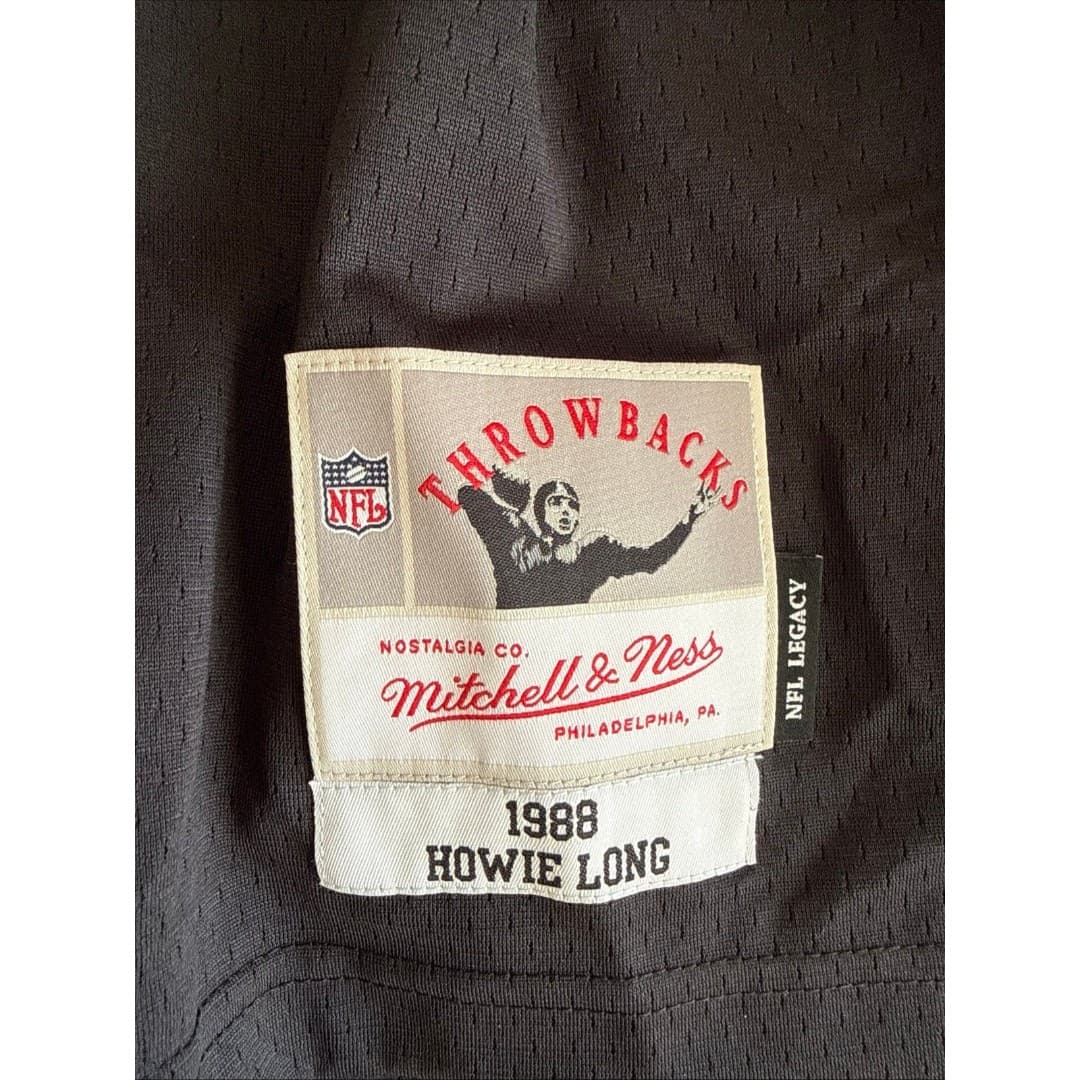 THROWBACKS
NFL
NOSTALGIA CO.
Mitchell & Ness
PHILADELPHIA, PA.
NFL LEGACY
1988
HOWIE LONG